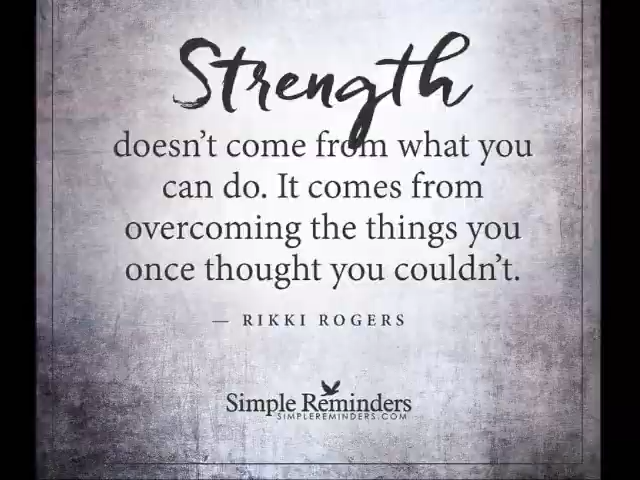 Strength
doesn't come from what you
can do. It comes from
overcoming the things you
once thought you couldn't.
— RIKKI ROGERS
Simple Reminders
SIMPLEREMINDERS.COM